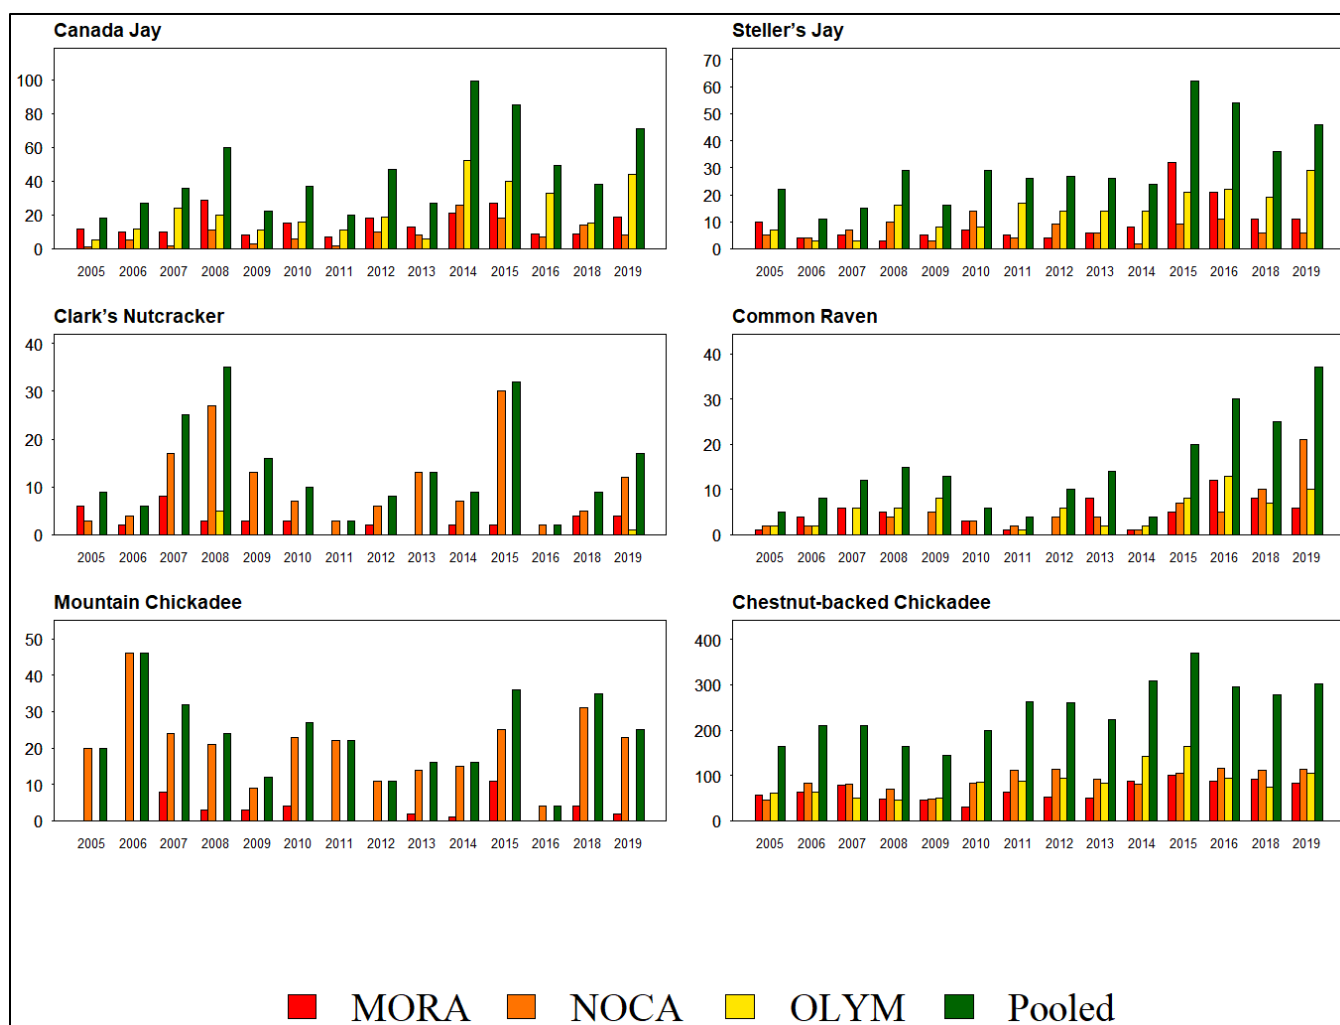 Canada Jay
100
80
60
40
20
0
2005 2006 2007 2008 2009 2010 2011 2012 2013 2014 2015 2016 2018 2019
Steller’s Jay
70
60
50
40
30
20
10
0
2005 2006 2007 2008 2009 2010 2011 2012 2013 2014 2015 2016 2018 2019
Clark’s Nutcracker
40
30
20
10
0
2005 2006 2007 2008 2009 2010 2011 2012 2013 2014 2015 2016 2018 2019
Common Raven
40
30
20
10
0
2005 2006 2007 2008 2009 2010 2011 2012 2013 2014 2015 2016 2018 2019
Mountain Chickadee
50
40
30
20
10
0
2005 2006 2007 2008 2009 2010 2011 2012 2013 2014 2015 2016 2018 2019
Chestnut-backed Chickadee
400
300
200
100
0
2005 2006 2007 2008 2009 2010 2011 2012 2013 2014 2015 2016 2018 2019
MORA NOCA OLYM Pooled